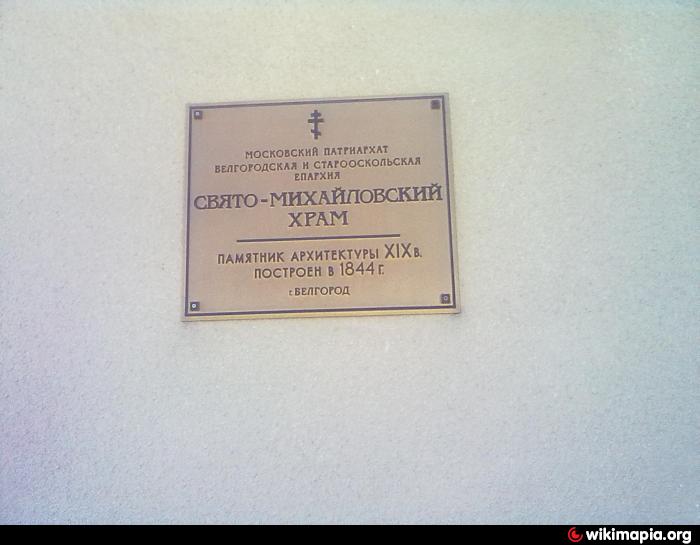 МОСКОВСКИЙ ПАТРИАРХАТ
БЕЛГОРОДСКАЯ И СТАРООСКОЛЬСКАЯ
ЕПАРХИЯ
СВЯТО-МИХАЙЛОВСКИЙ
ХРАМ
ПАМЯТНИК АРХИТЕКТУРЫ XIX в.
ПОСТРОЕН В 1844 г.
г. БЕЛГОРОД
wikimapia.org